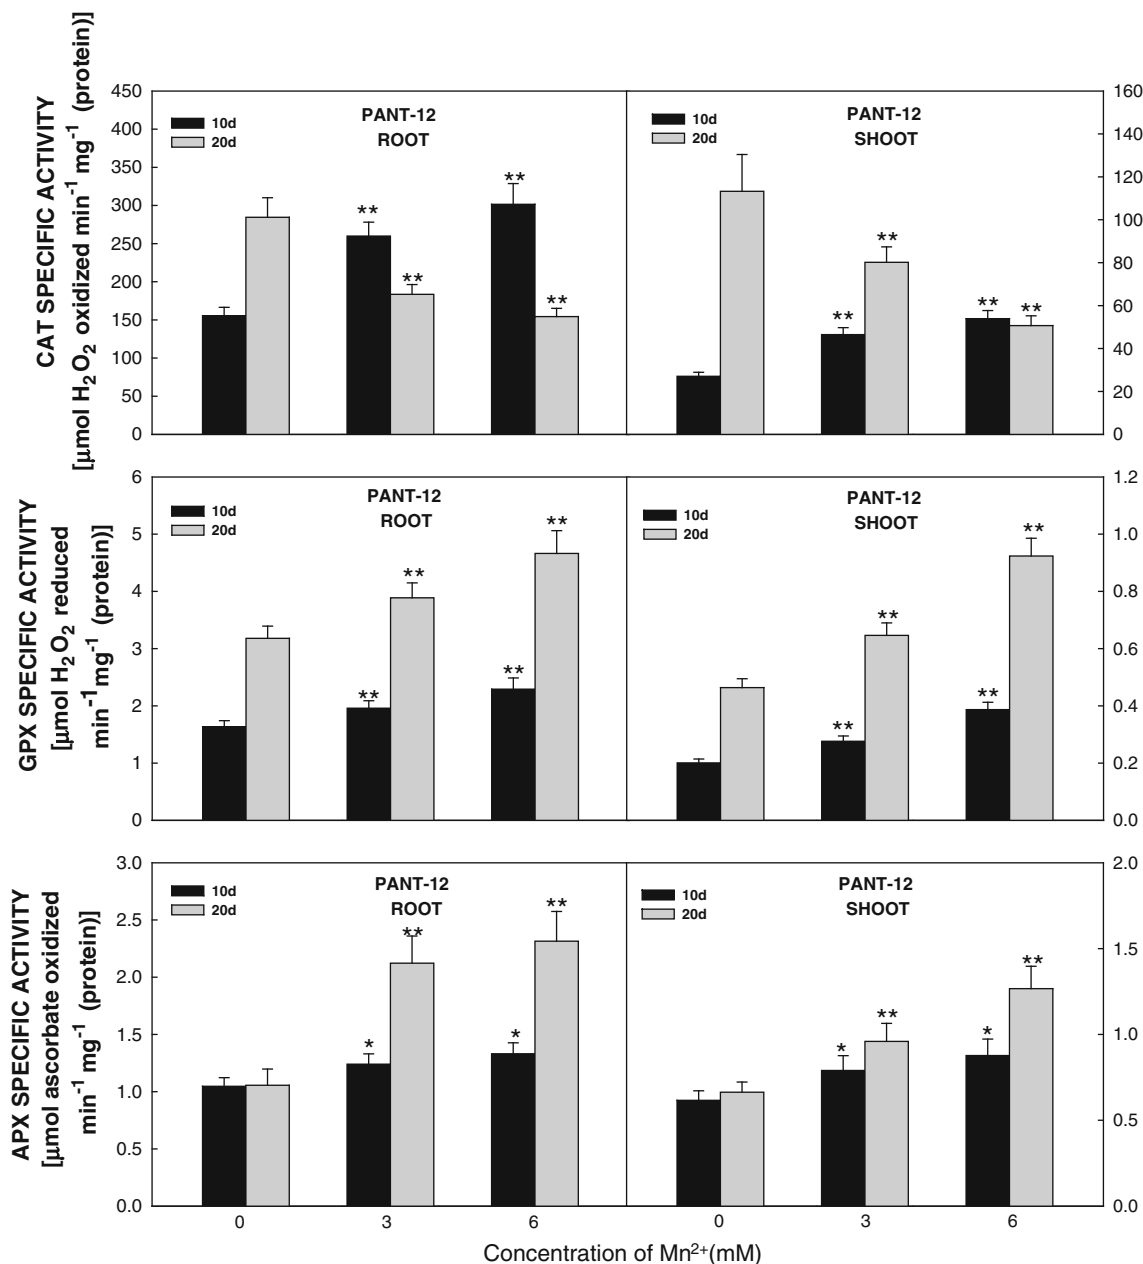 CAT SPECIFIC ACTIVITY
[μmol H₂O₂ oxidized min⁻¹ mg⁻¹ (protein)]
450
400
350
300
250
200
150
100
50
0
10d
20d
PANT-12
ROOT
**
**
**
**
10d
20d
PANT-12
SHOOT
**
**
**
**
160
140
120
100
80
60
40
20
0
GPX SPECIFIC ACTIVITY
[μmol H₂O₂ reduced
min⁻¹mg⁻¹ (protein)]
6
5
4
3
2
1
0
10d
20d
PANT-12
ROOT
**
**
**
**
10d
20d
PANT-12
SHOOT
**
**
**
**
1.2
1.0
0.8
0.6
0.4
0.2
0.0
APX SPECIFIC ACTIVITY
[μmol ascorbate oxidized
min⁻¹ mg⁻¹ (protein)]
3.0
2.5
2.0
1.5
1.0
0.5
0.0
10d
20d
PANT-12
ROOT
*
**
*
**
10d
20d
PANT-12
SHOOT
*
**
*
**
2.0
1.5
1.0
0.5
0.0
0 3 6 0 3 6
Concentration of Mn²⁺(mM)